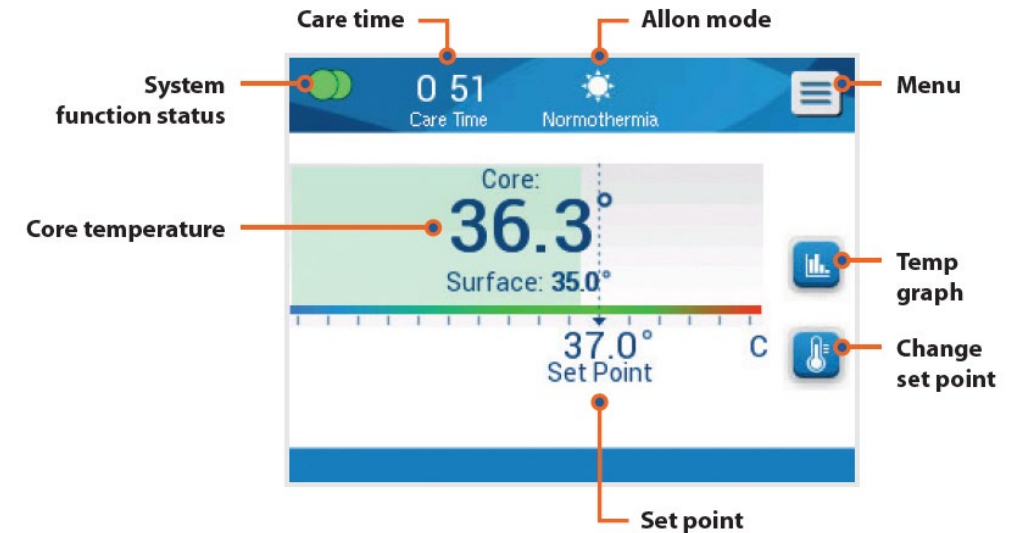 Care time
Allon mode
System
function status
Menu
0 51
Care Time
Normothermia
Core:
36.3°
Surface: 35.0°
Core temperature
Temp
graph
37.0°
C
Set Point
Change
set point
Set point